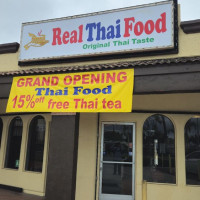 Real Thai Food
Original Thai Taste
GRAND OPENING
Thai Food
15% off free Thai tea